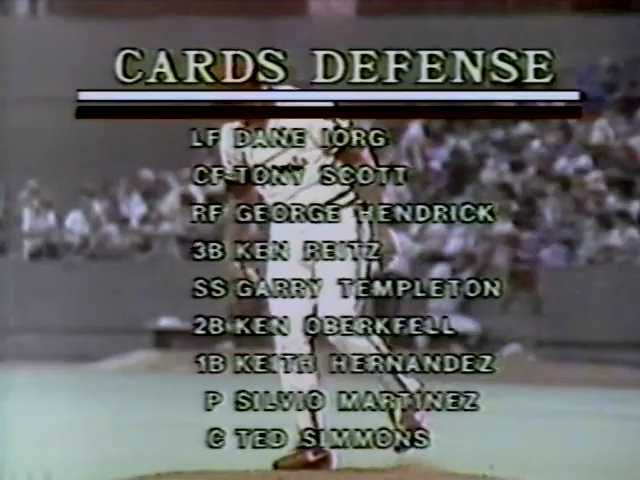 CARDS DEFENSE
LF DANE IORG
CF TONY SCOTT
RF GEORGE HENDRICK
3B KEN REITZ
SS GARRY TEMPLETON
2B KEN OBERKFELL
1B KEITH HERNANDEZ
P SILVIO MARTINEZ
C TED SIMMONS